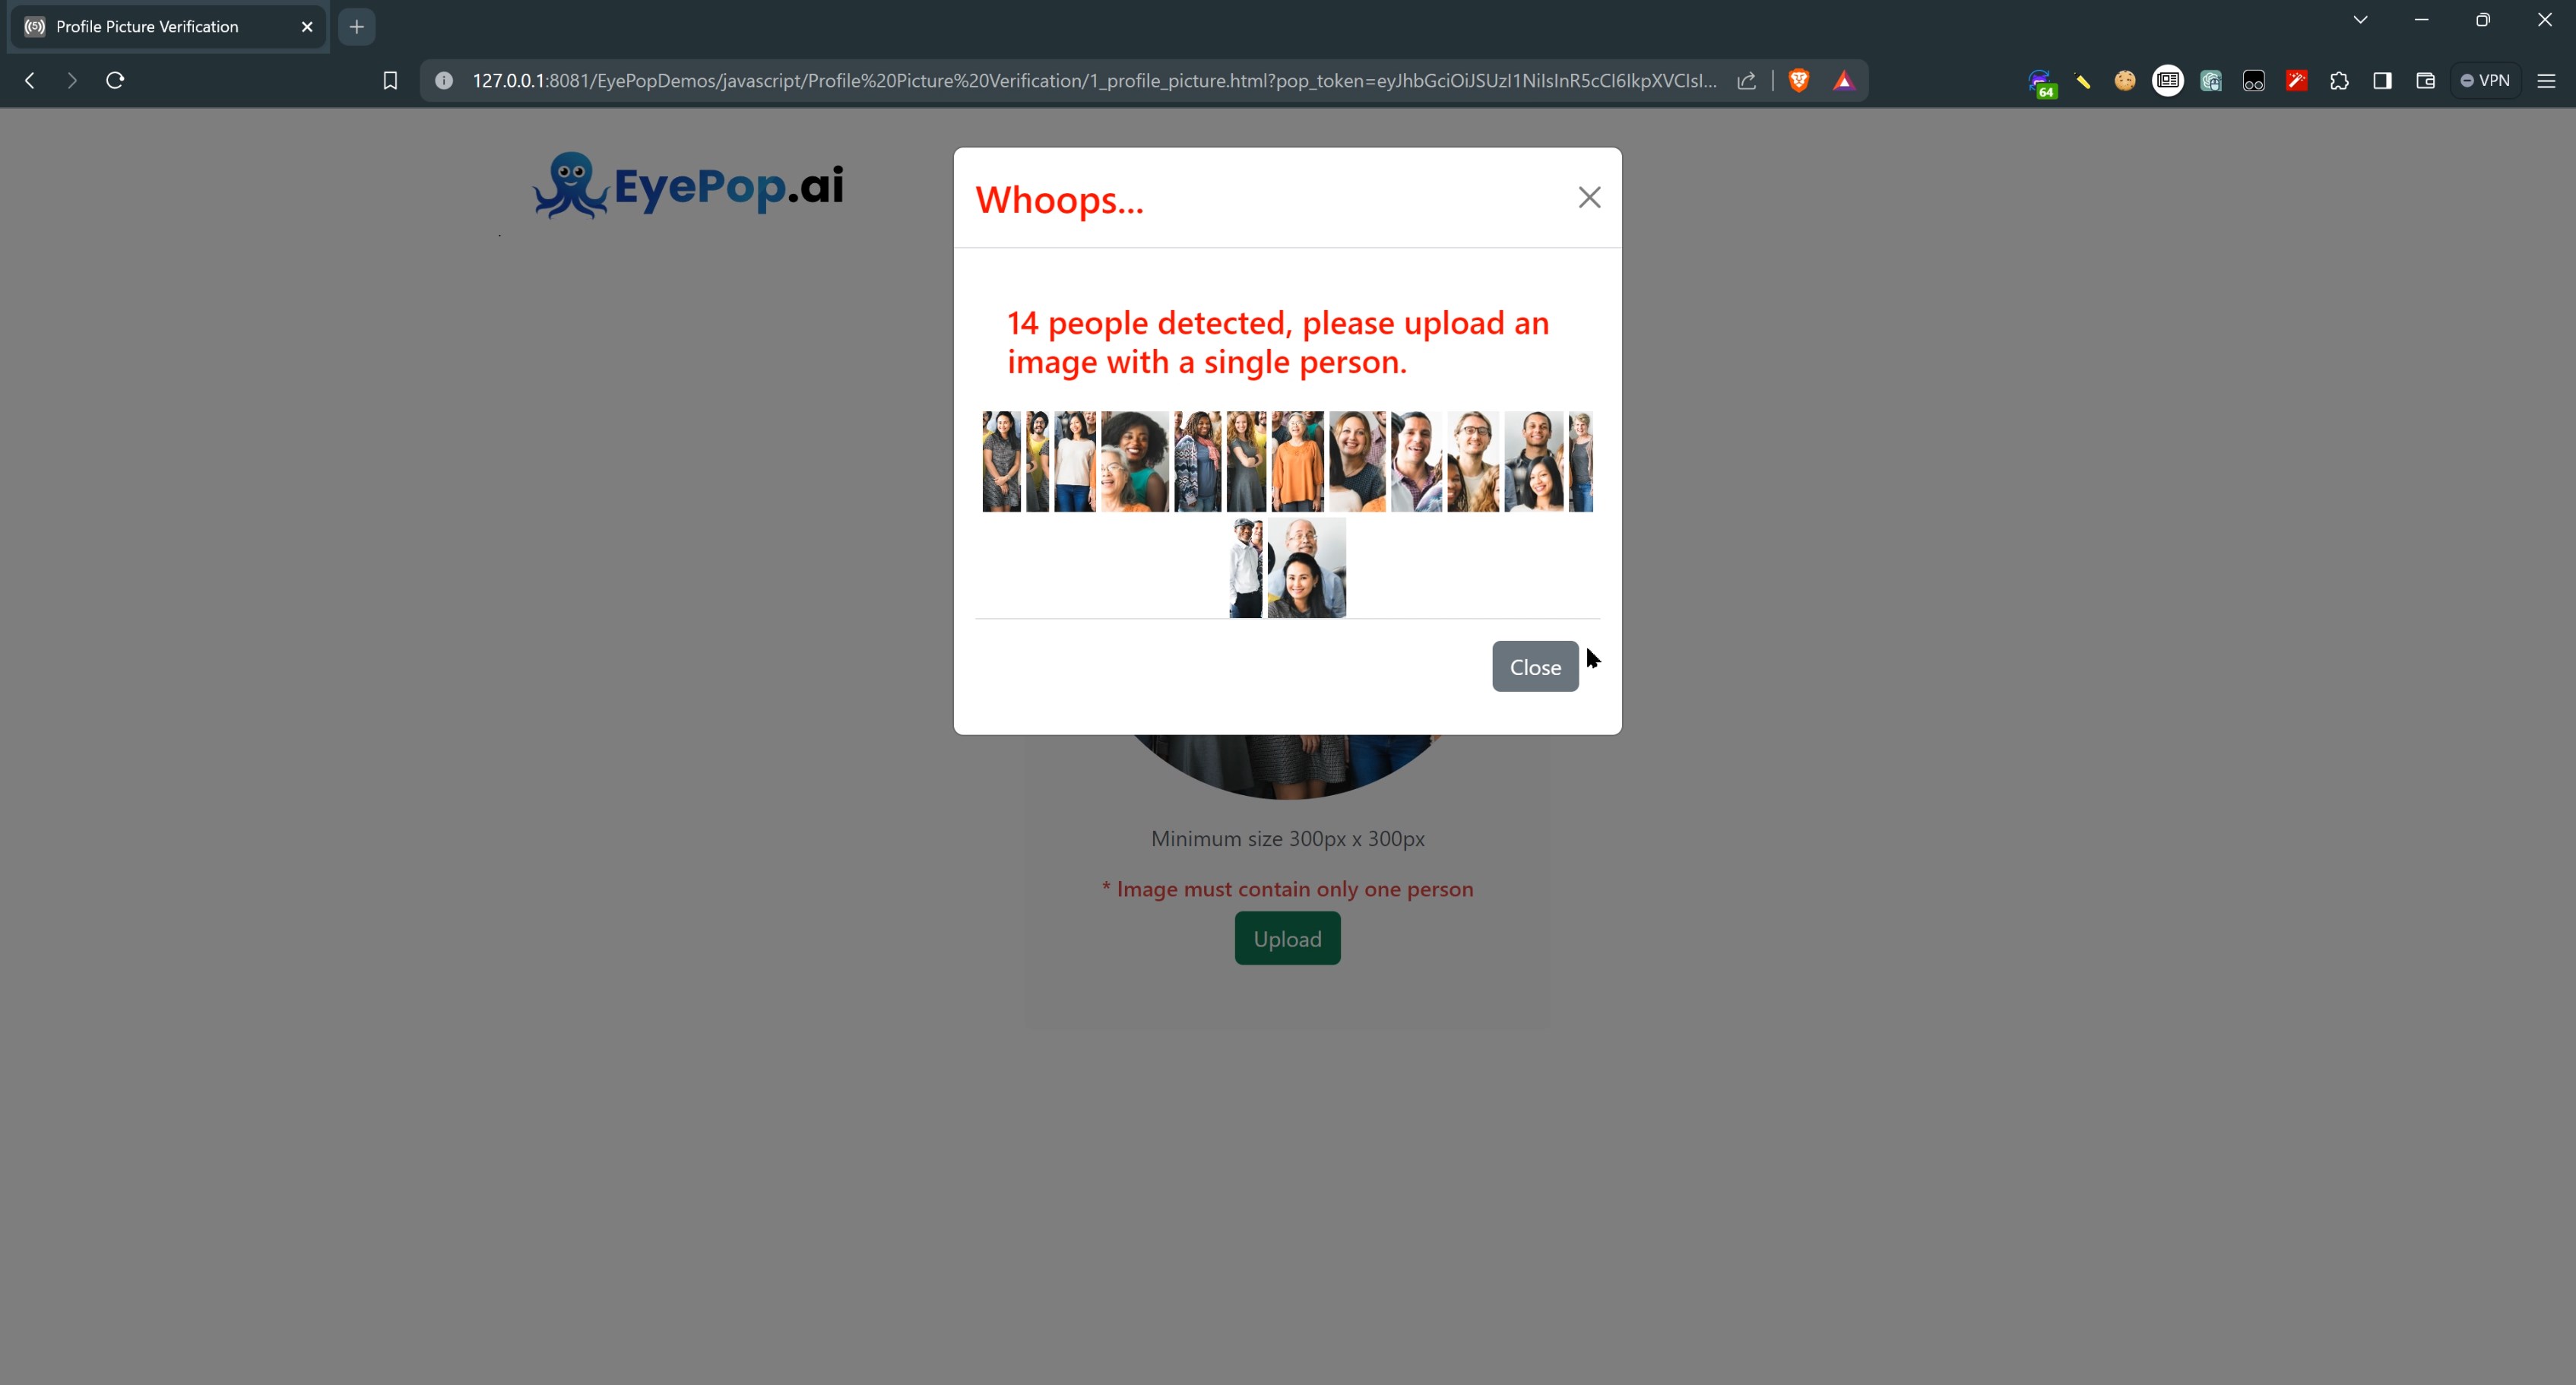 Profile Picture Verification
127.0.0.1:8081/EyePopDemos/javascript/Profile%20Picture%20Verification/1_profile_picture.html?pop_token=eyJhbGciOiJSUzI1NiIsInR5cCI6IkpXVCIsI...
64
VPN
EyePop.ai
Whoops...
14 people detected, please upload an
image with a single person.
Close
Minimum size 300px x 300px
* Image must contain only one person
Upload